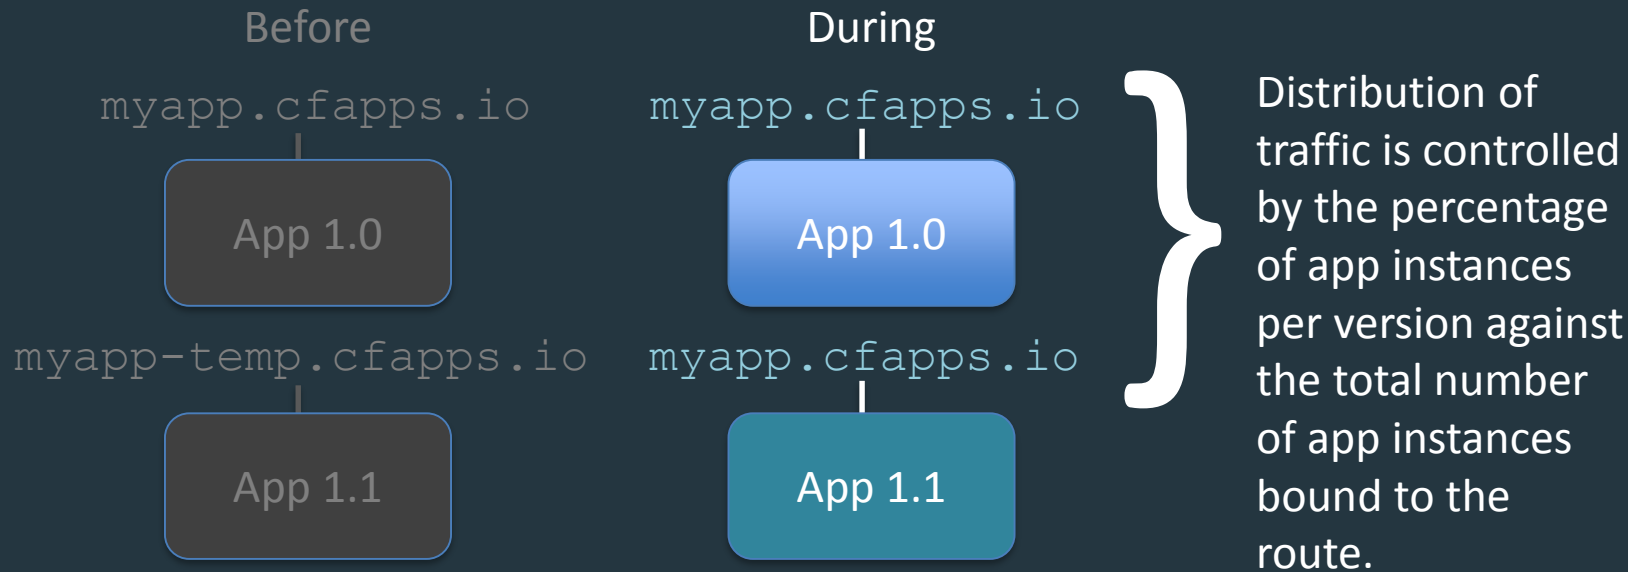 Before
myapp.cfapps.io
App 1.0
myapp-temp.cfapps.io
App 1.1
During
myapp.cfapps.io
App 1.0
myapp.cfapps.io
App 1.1
Distribution of
traffic is controlled
by the percentage
of app instances
per version against
the total number
of app instances
bound to the
route.